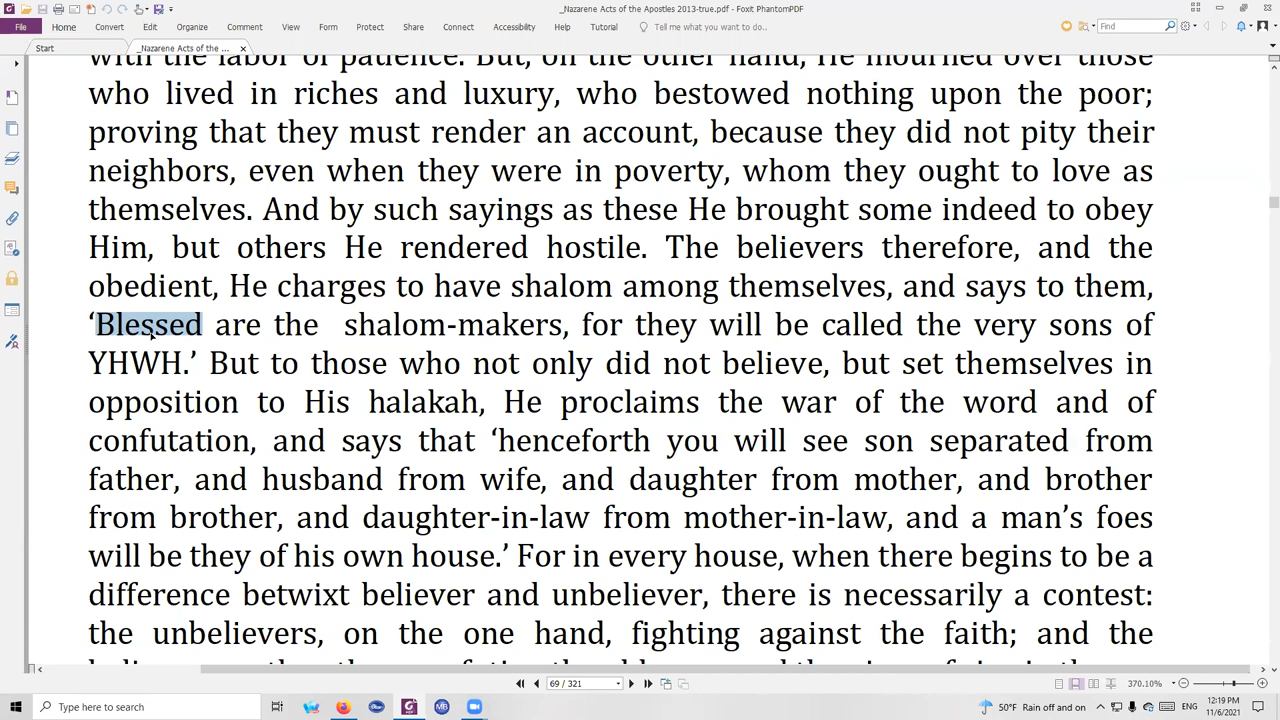 _Nazarene Acts of the Apostles 2013-true.pdf - Foxit PhantomPDF
File Home Convert Edit Organize Comment View Form Protect Share Connect Accessibility Help Tutorial Tell me what you want to do.. Find
Start _Nazarene Acts of the ...
with the labor of patience. But, on the other hand, He mourned over those
who lived in riches and luxury, who bestowed nothing upon the poor;
proving that they must render an account, because they did not pity their
neighbors, even when they were in poverty, whom they ought to love as
themselves. And by such sayings as these He brought some indeed to obey
Him, but others He rendered hostile. The believers therefore, and the
obedient, He charges to have shalom among themselves, and says to them,
‘Blessed are the shalom-makers, for they will be called the very sons of
YHWH.’ But to those who not only did not believe, but set themselves in
opposition to His halakah, He proclaims the war of the word and of
confutation, and says that ‘henceforth you will see son separated from
father, and husband from wife, and daughter from mother, and brother
from brother, and daughter-in-law from mother-in-law, and a man’s foes
will be they of his own house.’ For in every house, when there begins to be a
difference betwixt believer and unbeliever, there is necessarily a contest:
the unbelievers, on the one hand, fighting against the faith; and the
69 / 321 370.10%
Type here to search 50°F Rain off and on ENG 12:19 PM
11/6/2021